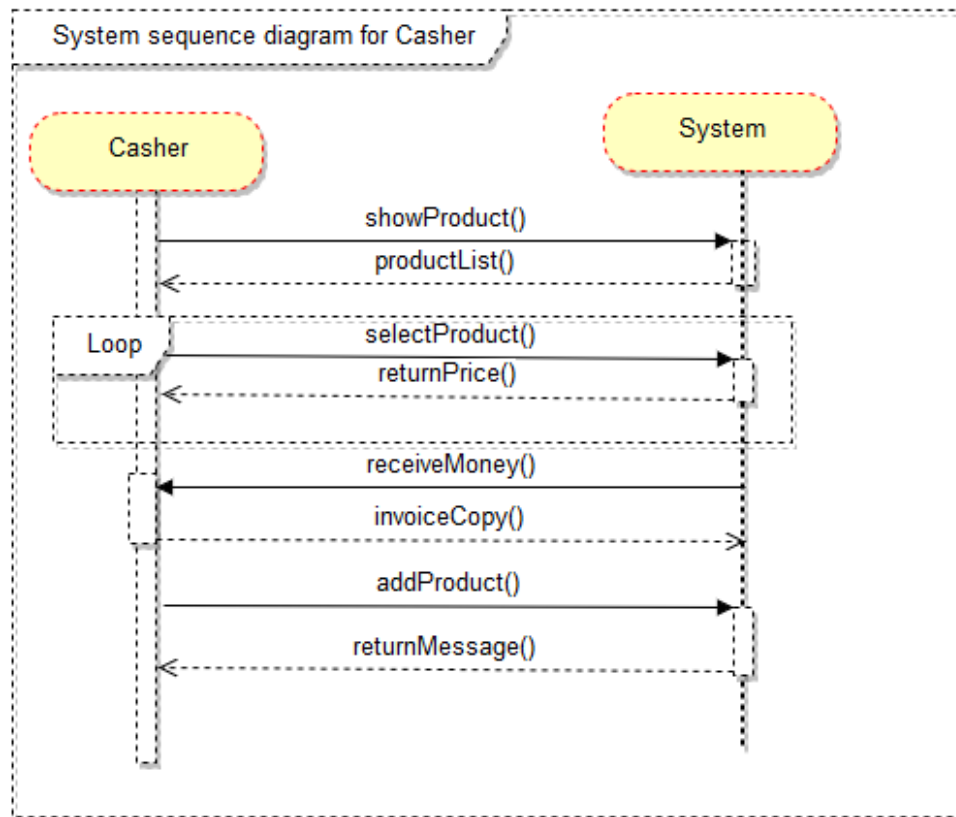 System sequence diagram for Casher
Casher
System
showProduct()
productList()
Loop
selectProduct()
returnPrice()
receiveMoney()
invoiceCopy()
addProduct()
returnMessage()